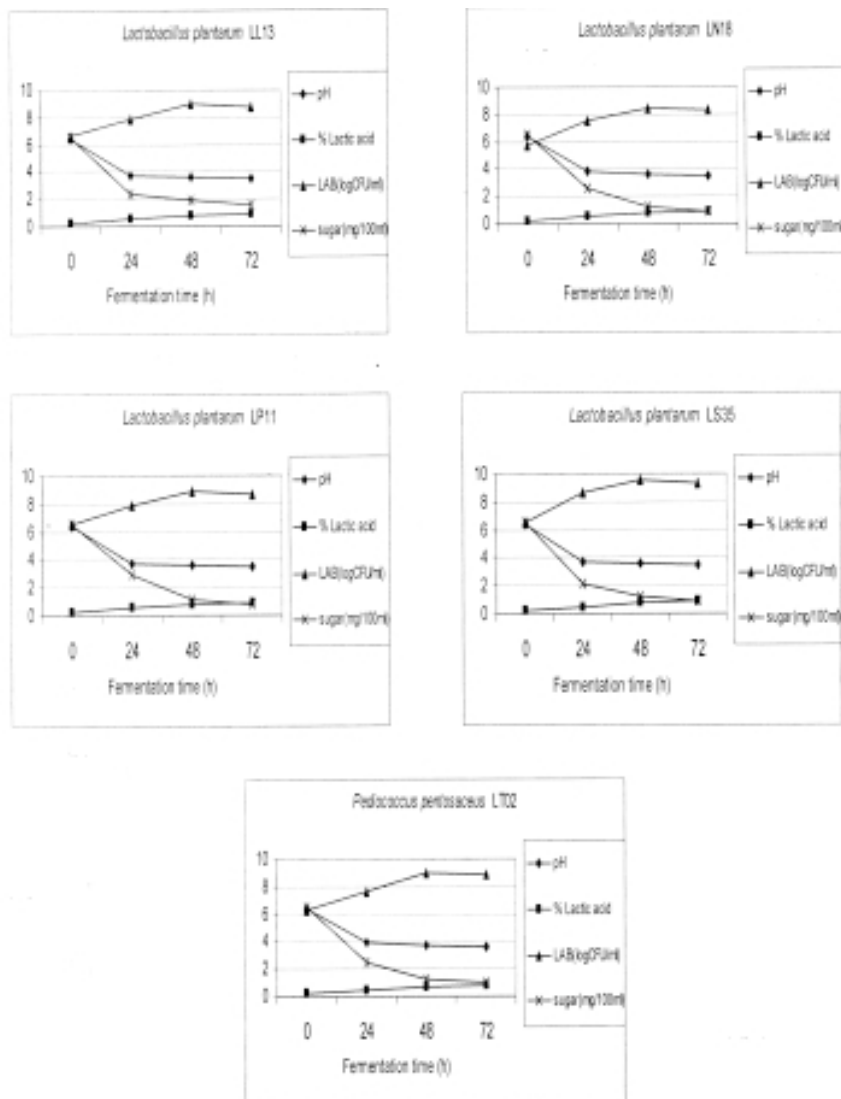 Lactobacillus plantarum LL13
10
8
6
4
2
0
0 24 48 72
Fermentation time (h)
pH
% Lactic acid
LAB(logCFU/ml)
sugar(mg/100ml)
Lactobacillus plantarum LN18
10
8
6
4
2
0
0 24 48 72
Fermentation time (h)
pH
% Lactic acid
LAB(logCFU/ml)
sugar(mg/100ml)
Lactobacillus plantarum LP11
10
8
6
4
2
0
0 24 48 72
Fermentation time (h)
pH
% Lactic acid
LAB(logCFU/ml)
sugar(mg/100ml)
Lactobacillus plantarum LS35
10
8
6
4
2
0
0 24 48 72
Fermentation time (h)
pH
% Lactic acid
LAB(logCFU/ml)
sugar(mg/100ml)
Pediococcus pentosaceus LT02
10
8
6
4
2
0
0 24 48 72
Fermentation time (h)
pH
% Lactic acid
LAB(logCFU/ml)
sugar(mg/100ml)